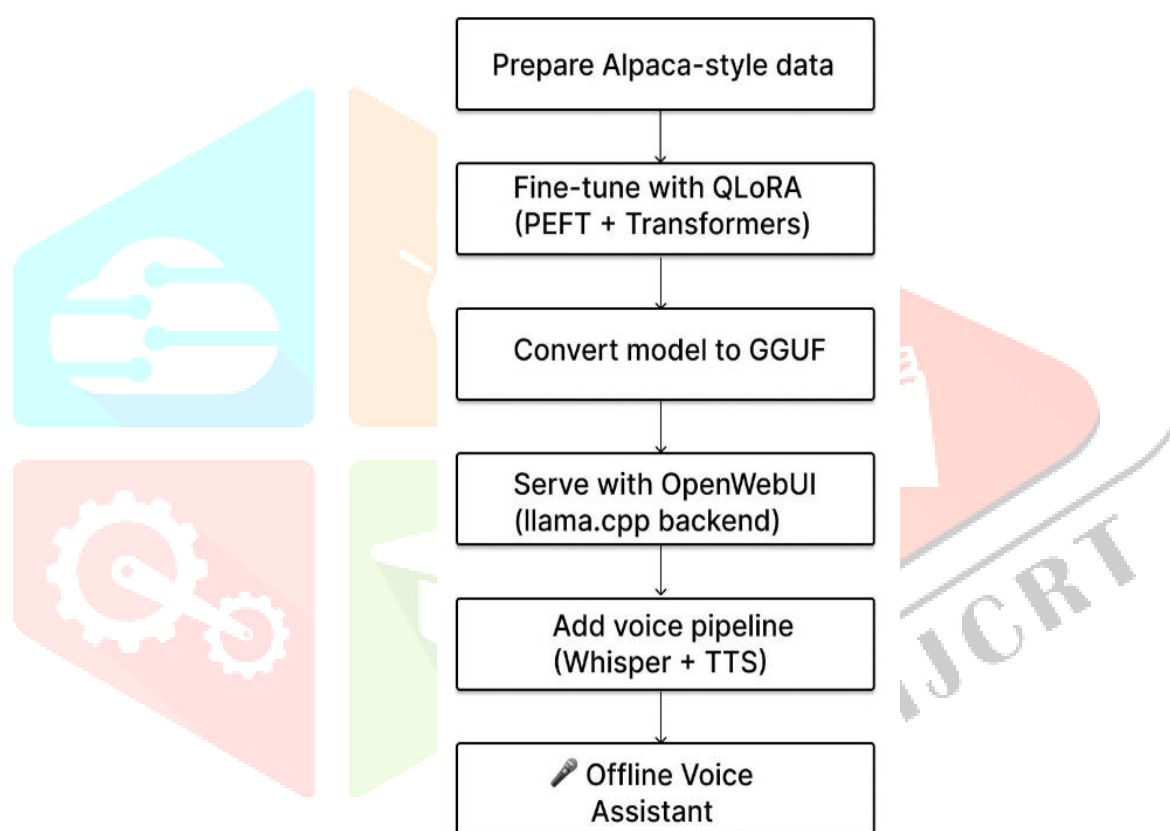 Prepare Alpaca-style data
Fine-tune with QLoRA
(PEFT + Transformers)
Convert model to GGUF
Serve with OpenWebUI
(llama.cpp backend)
Add voice pipeline
(Whisper + TTS)
🎤 Offline Voice
Assistant
IJCRT